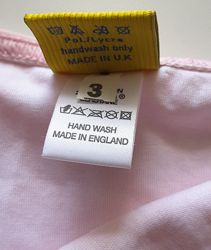 Pol/Lycra
handwash only
MADE IN U.K
3
HAND WASH
MADE IN ENGLAND